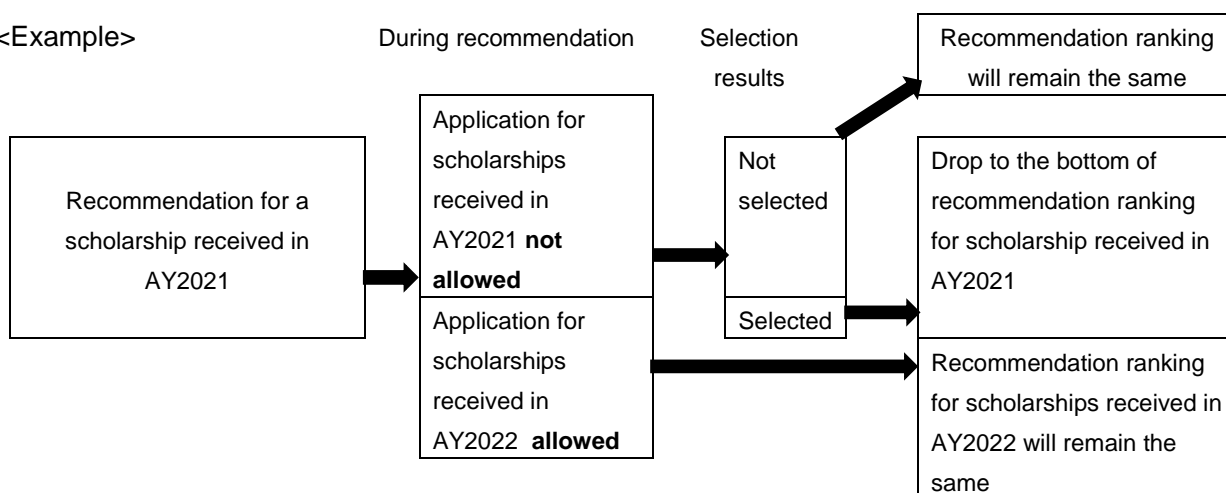 <Example>
During recommendation
Selection
results
Recommendation ranking
will remain the same
Recommendation for a
scholarship received in
AY2021
Application for
scholarships
received in
AY2021 not
allowed
Application for
scholarships
received in
AY2022 allowed
Not
selected
Selected
Drop to the bottom of
recommendation ranking
for scholarship received in
AY2021
Recommendation ranking
for scholarships received in
AY2022 will remain the
same